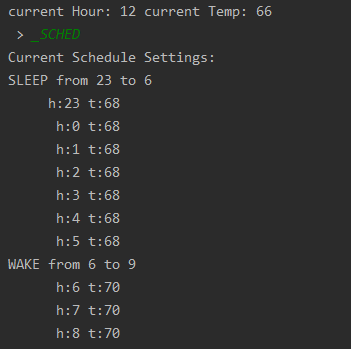 current Hour: 12 current Temp: 66
> _SCHED
Current Schedule Settings:
SLEEP from 23 to 6
h:23 t:68
h:0 t:68
h:1 t:68
h:2 t:68
h:3 t:68
h:4 t:68
h:5 t:68
WAKE from 6 to 9
h:6 t:70
h:7 t:70
h:8 t:70